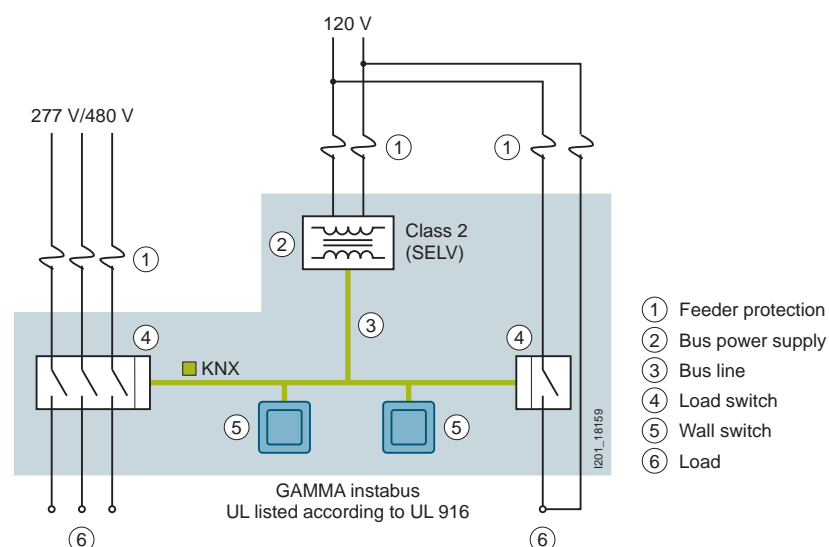 120 V
277 V/480 V
1
1
1
2
Class 2
(SELV)
3
4
4
KNX
5
5
I201_18159
GAMMA instabus
UL listed according to UL 916
6
6
1 Feeder protection
2 Bus power supply
3 Bus line
4 Load switch
5 Wall switch
6 Load